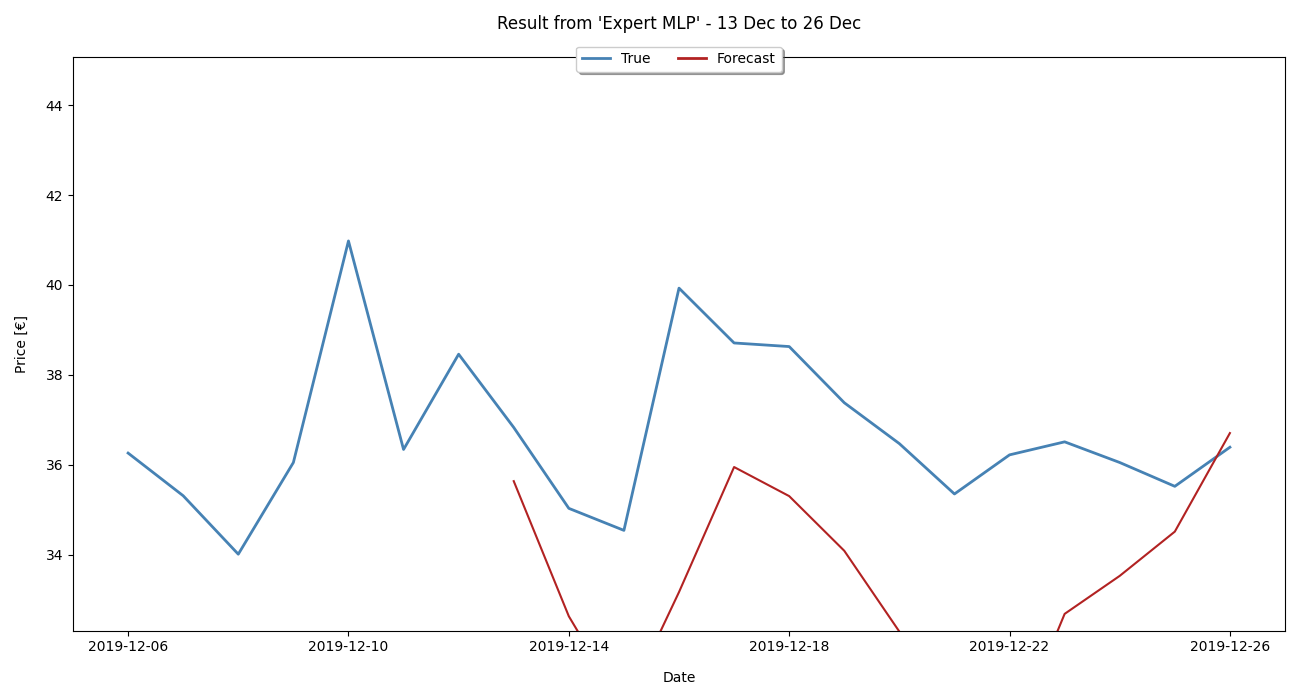 Result from 'Expert MLP' - 13 Dec to 26 Dec
True Forecast
44
42
40
38
36
34
Price [€]
2019-12-06 2019-12-10 2019-12-14 2019-12-18 2019-12-22 2019-12-26
Date